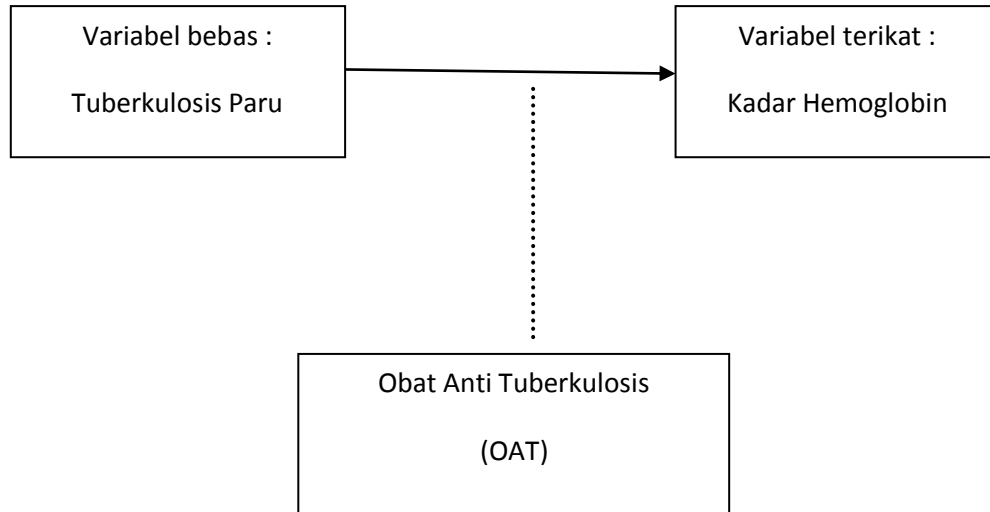 Variabel bebas :
Tuberkulosis Paru
Variabel terikat :
Kadar Hemoglobin
Obat Anti Tuberkulosis
(OAT)